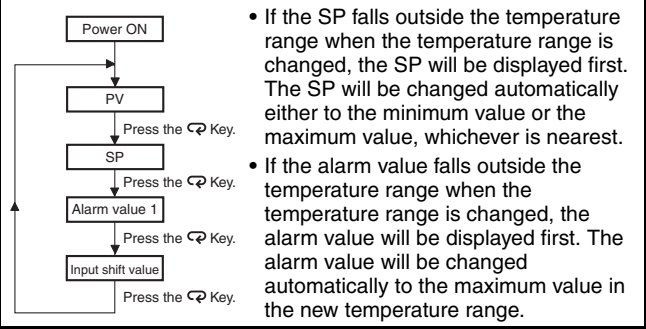 Power ON
PV
Press the Key.
SP
Press the Key.
Alarm value 1
Press the Key.
Input shift value
Press the Key.
• If the SP falls outside the temperature
range when the temperature range is
changed, the SP will be displayed first.
The SP will be changed automatically
either to the minimum value or the
maximum value, whichever is nearest.
• If the alarm value falls outside the
temperature range when the
temperature range is changed, the
alarm value will be displayed first. The
alarm value will be changed
automatically to the maximum value in
the new temperature range.